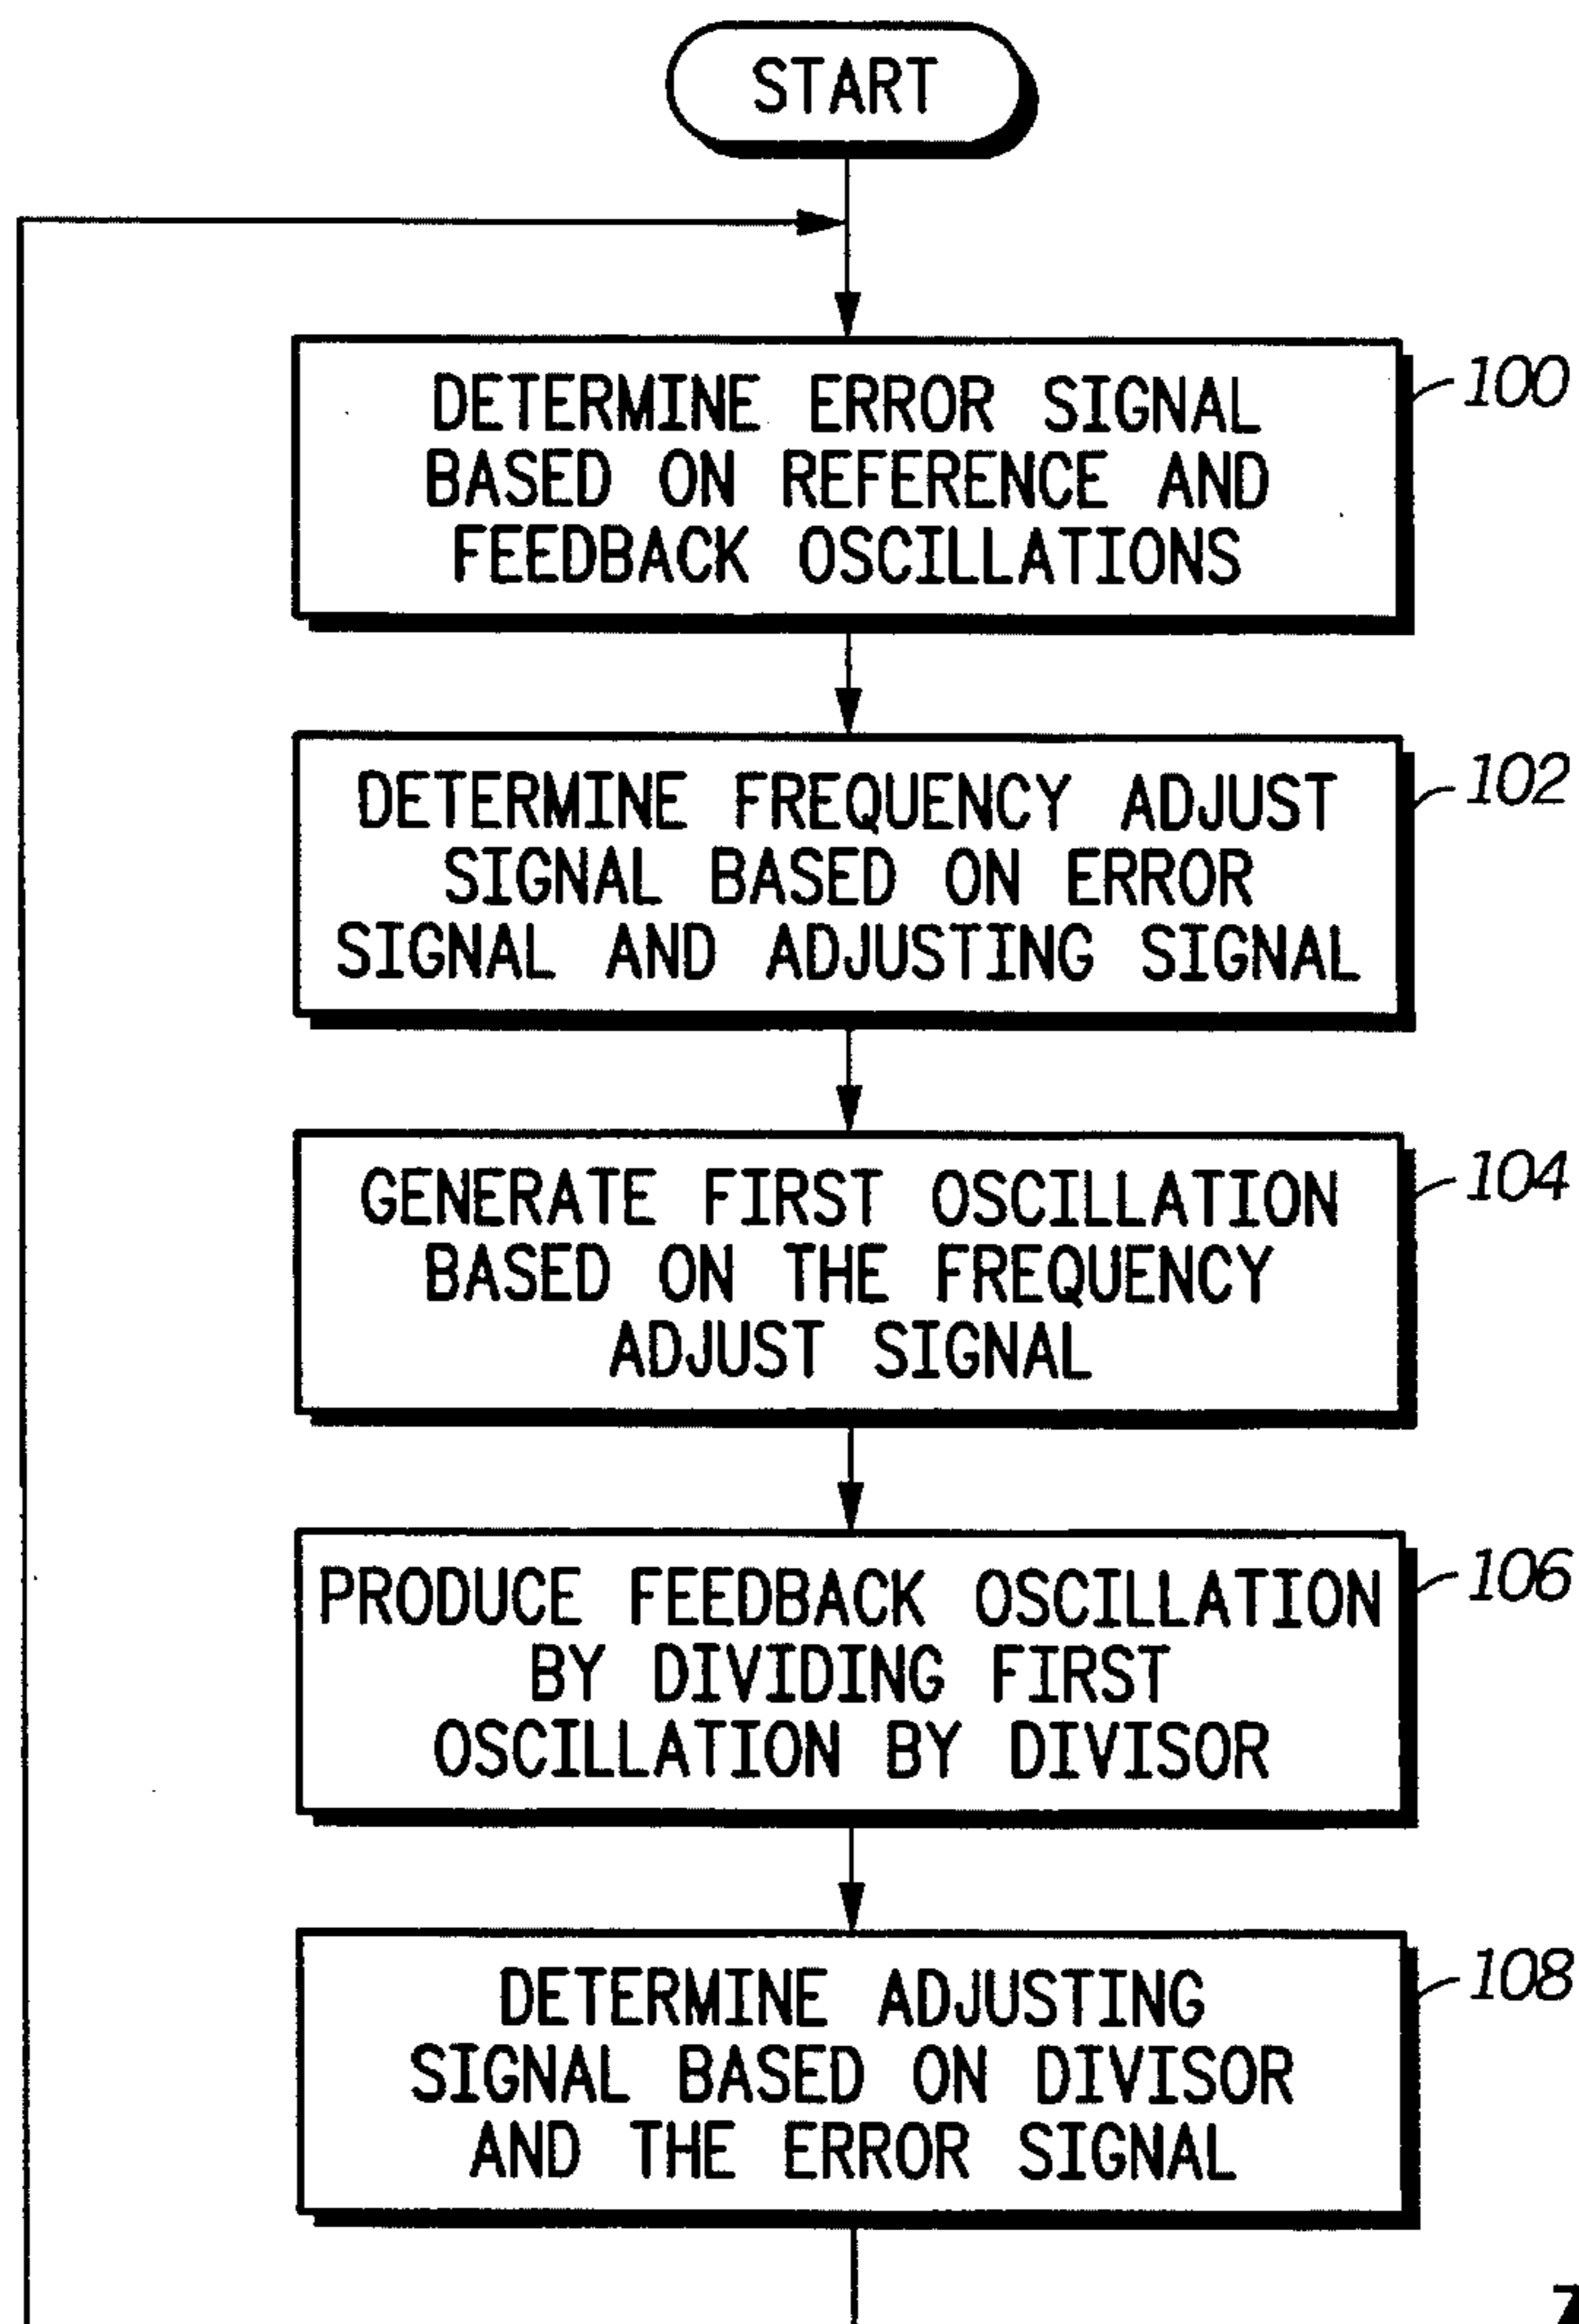 START
DETERMINE ERROR SIGNAL
BASED ON REFERENCE AND
FEEDBACK OSCILLATIONS
100
DETERMINE FREQUENCY ADJUST
SIGNAL BASED ON ERROR
SIGNAL AND ADJUSTING SIGNAL
102
GENERATE FIRST OSCILLATION
BASED ON THE FREQUENCY
ADJUST SIGNAL
104
PRODUCE FEEDBACK OSCILLATION
BY DIVIDING FIRST
OSCILLATION BY DIVISOR
106
DETERMINE ADJUSTING
SIGNAL BASED ON DIVISOR
AND THE ERROR SIGNAL
108